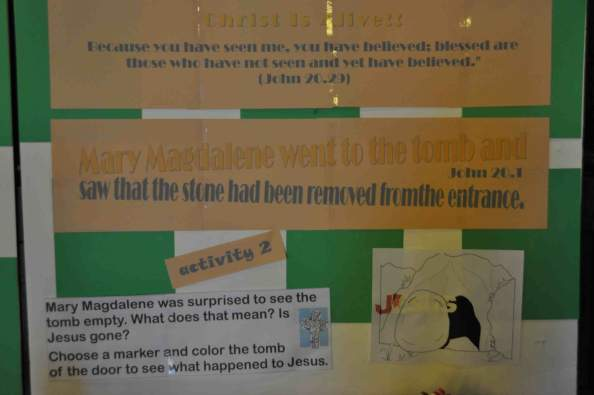 Christ is Alive!!
Because you have seen me, you have believed; blessed are
those who have not seen and yet have believed."
(John 20.29)
Mary Magdalene went to the tomb and
John 20.1
saw that the stone had been removed fromthe entrance.
activity 2
Mary Magdalene was surprised to see the
tomb empty. What does that mean? Is
Jesus gone?
Choose a marker and color the tomb
of the door to see what happened to Jesus.